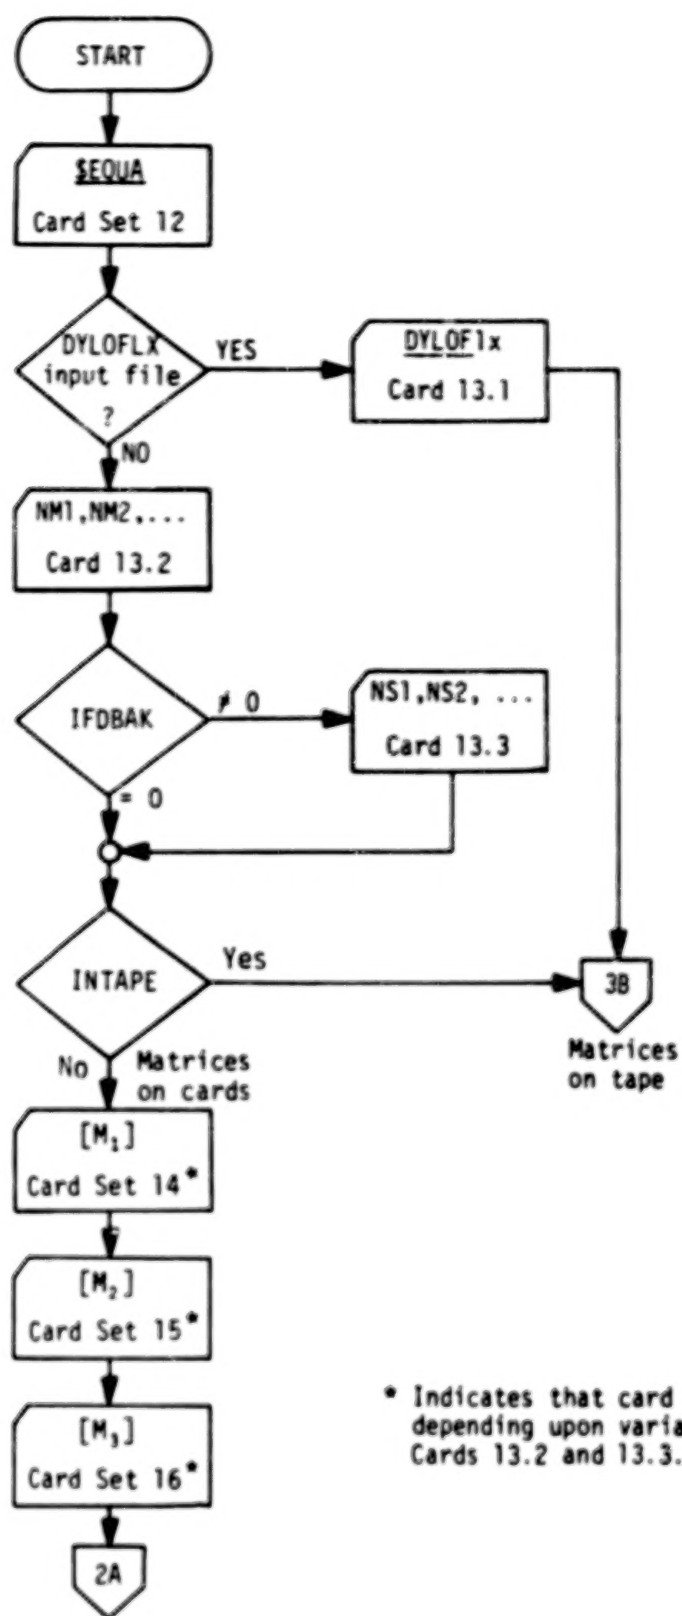 START
$EQUA
Card Set 12
DYLOFLX
input file
?
YES
DYLOF1x
Card 13.1
NO
NM1,NM2,...
Card 13.2
IFDBAK
≠ 0
NS1,NS2, ...
Card 13.3
= 0
INTAPE
Yes
3B
Matrices
on tape
No
Matrices
on cards
[M₁]
Card Set 14*
[M₂]
Card Set 15*
[M₃]
Card Set 16*
* Indicates that card
depending upon varia
Cards 13.2 and 13.3.
2A